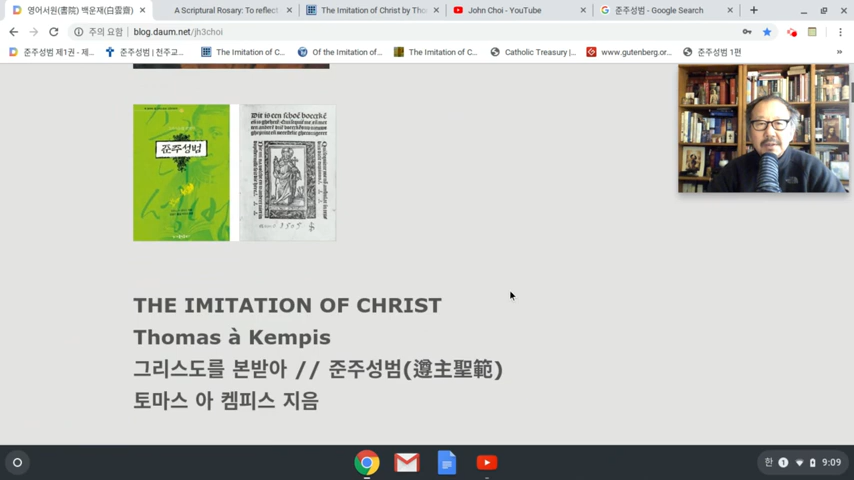 영어서원(書院) 백운재(白雲齋)
A Scriptural Rosary: To reflect
The Imitation of Christ by Tho
John Choi - YouTube
준주성범 - Google Search
주의 요함
blog.daum.net/jh3choi
준주성범 제1권 - 제...
준주성범 | 천주교...
The Imitation of C...
Of the Imitation of...
The Imitation of C...
Catholic Treasury |...
www.gutenberg.org...
준주성범 1편
준주성범
THE IMITATION OF CHRIST
Thomas à Kempis
그리스도를 본받아 // 준주성범(遵主聖範)
토마스 아 켐피스 지음
한
1
9:09